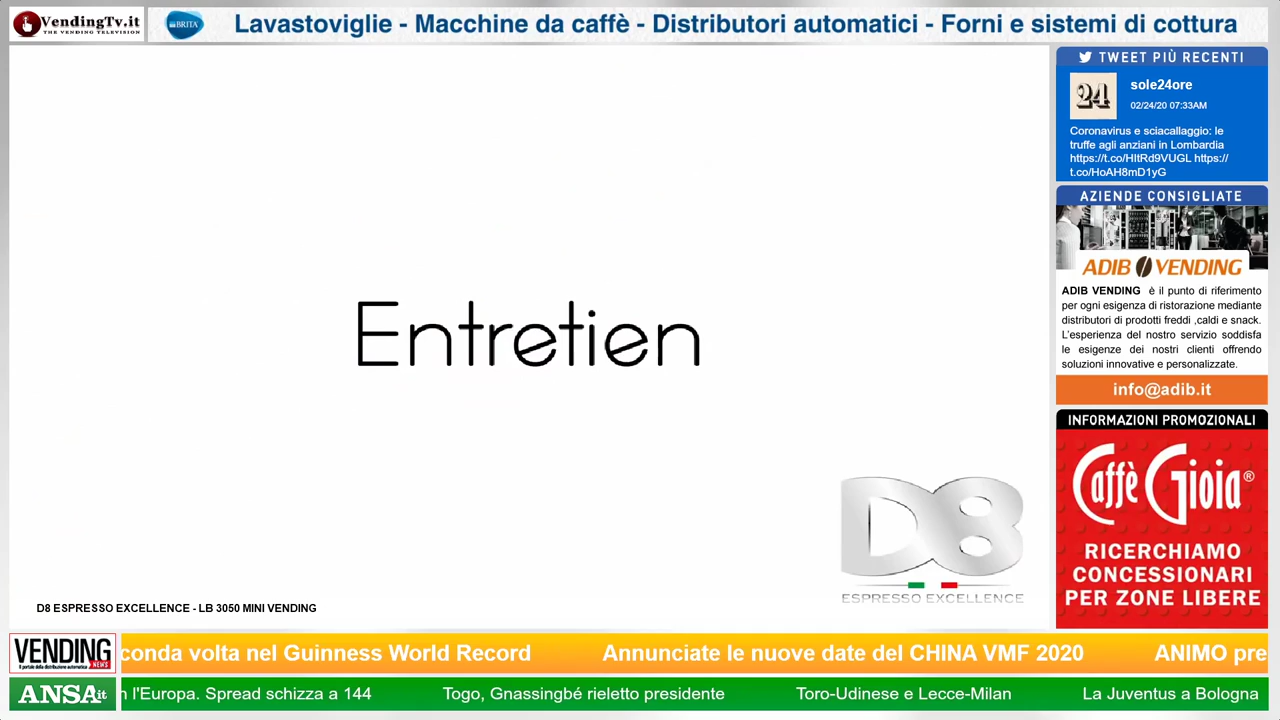 VendingTv.it
THE VENDING TELEVISION
BRITA
Lavastoviglie - Macchine da caffè - Distributori automatici - Forni e sistemi di cottura
TWEET PIÙ RECENTI
24
sole24ore
02/24/20 07:33AM
Coronavirus e sciacallaggio: le
truffe agli anziani in Lombardia
https://t.co/HItRd9VUGL https://
t.co/HoAH8mD1yG
AZIENDE CONSIGLIATE
ADIB VENDING
ADIB VENDING è il punto di riferimento
per ogni esigenza di ristorazione mediante
distributori di prodotti freddi ,caldi e snack.
L'esperienza del nostro servizio soddisfa
le esigenze dei nostri clienti offrendo
soluzioni innovative e personalizzate.
info@adib.it
INFORMAZIONI PROMOZIONALI
Caffè Gioia®
RICERCHIAMO
CONCESSIONARI
PER ZONE LIBERE
Entretien
D8
ESPRESSO EXCELLENCE
D8 ESPRESSO EXCELLENCE - LB 3050 MINI VENDING
VENDING
Il portale della distribuzione automatica NEWS
conda volta nel Guinness World Record Annunciate le nuove date del CHINA VMF 2020 ANIMO pre
ANSA.it
n l'Europa. Spread schizza a 144 Togo, Gnassingbé rieletto presidente Toro-Udinese e Lecce-Milan La Juventus a Bologna